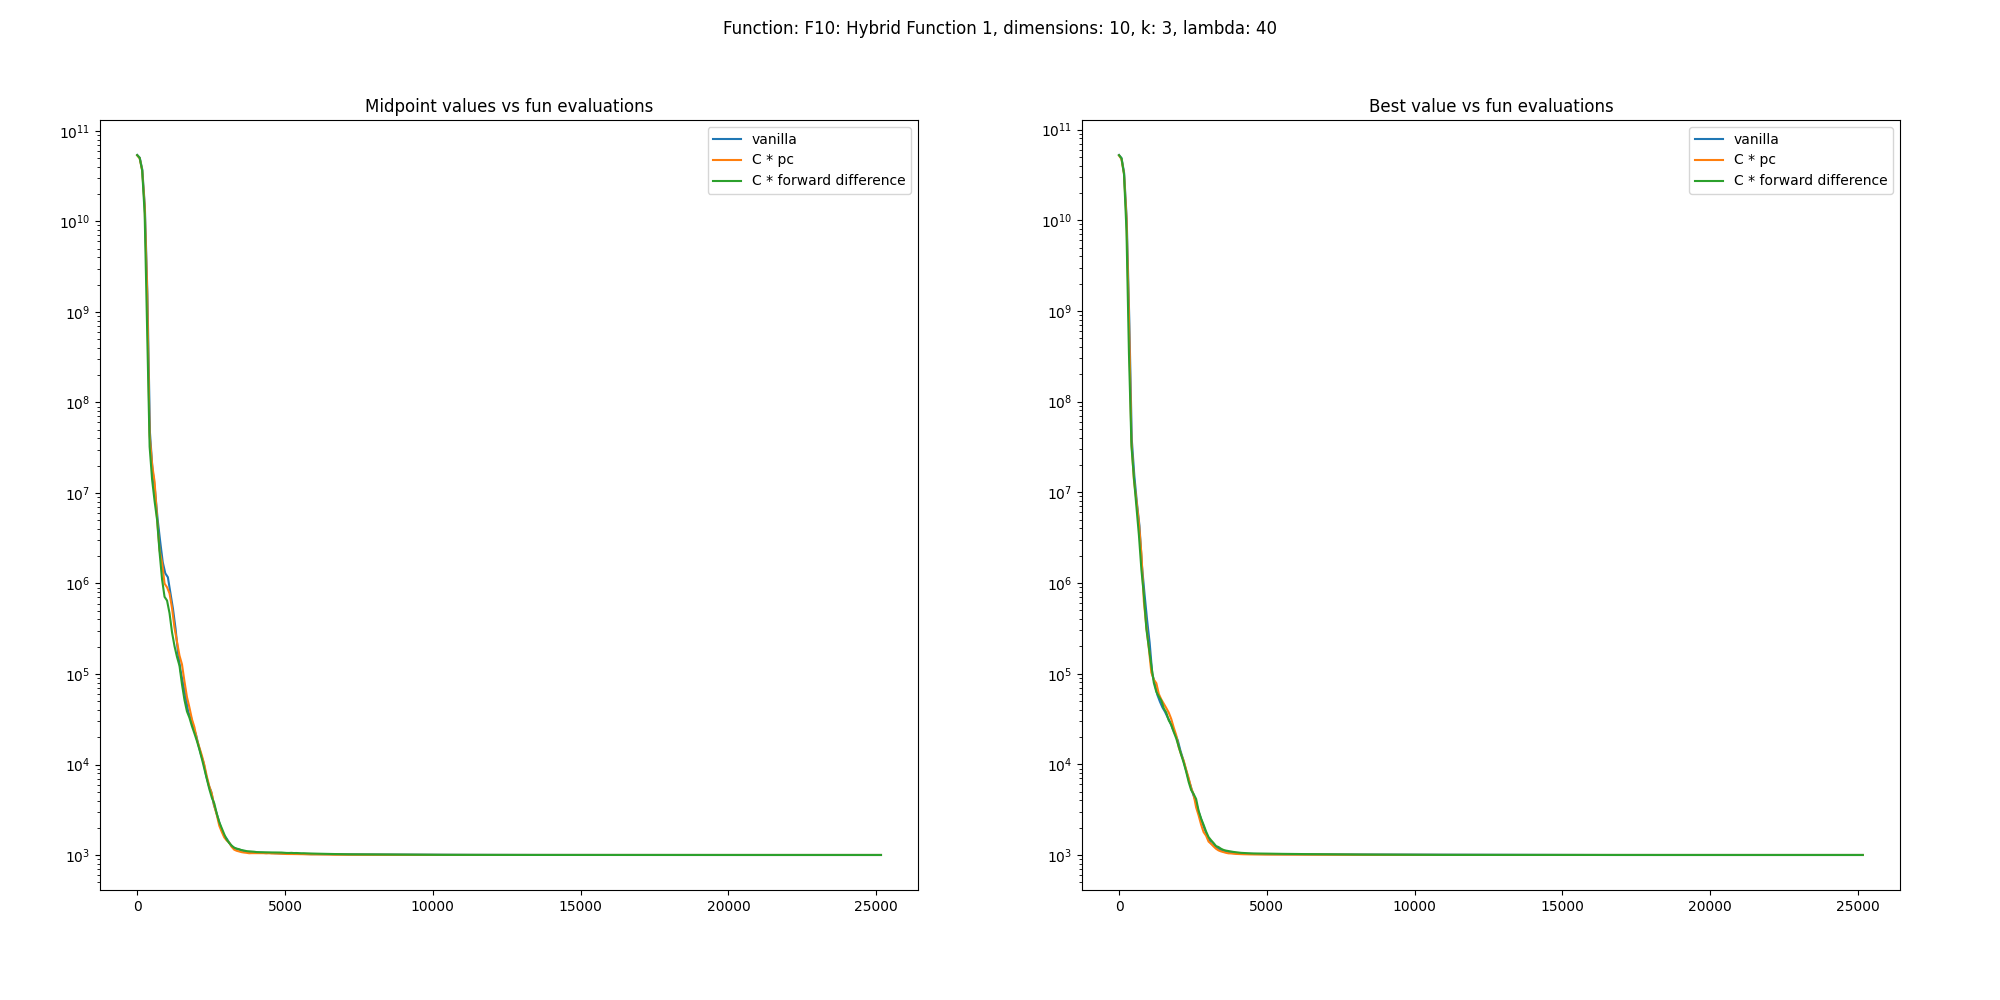 Function: F10: Hybrid Function 1, dimensions: 10, k: 3, lambda: 40
Midpoint values vs fun evaluations
10¹¹
10¹⁰
10⁹
10⁸
10⁷
10⁶
10⁵
10⁴
10³
0 5000 10000 15000 20000 25000
vanilla
C * pc
C * forward difference
Best value vs fun evaluations
10¹¹
10¹⁰
10⁹
10⁸
10⁷
10⁶
10⁵
10⁴
10³
0 5000 10000 15000 20000 25000
vanilla
C * pc
C * forward difference